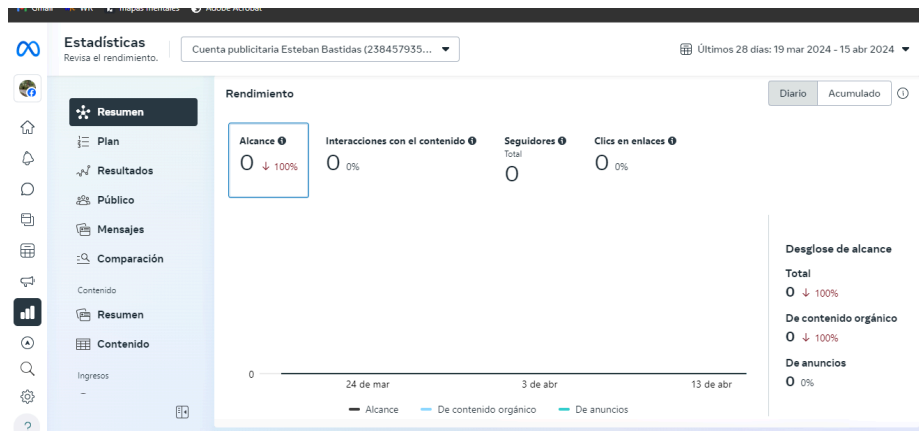 Gmail
WR
mapas mentales
Adobe Acrobat
Estadísticas
Revisa el rendimiento.
Cuenta publicitaria Esteban Bastidas (238457935...
Últimos 28 días: 19 mar 2024 - 15 abr 2024
Resumen
Plan
Resultados
Público
Mensajes
Comparación
Contenido
Resumen
Contenido
Ingresos
Rendimiento
Diario
Acumulado
Alcance
0 ↓ 100%
Interacciones con el contenido
0 0%
Seguidores
Total
0
Clics en enlaces
0 0%
0
24 de mar
3 de abr
13 de abr
Alcance
De contenido orgánico
De anuncios
Desglose de alcance
Total
0 ↓ 100%
De contenido orgánico
0 ↓ 100%
De anuncios
0 0%